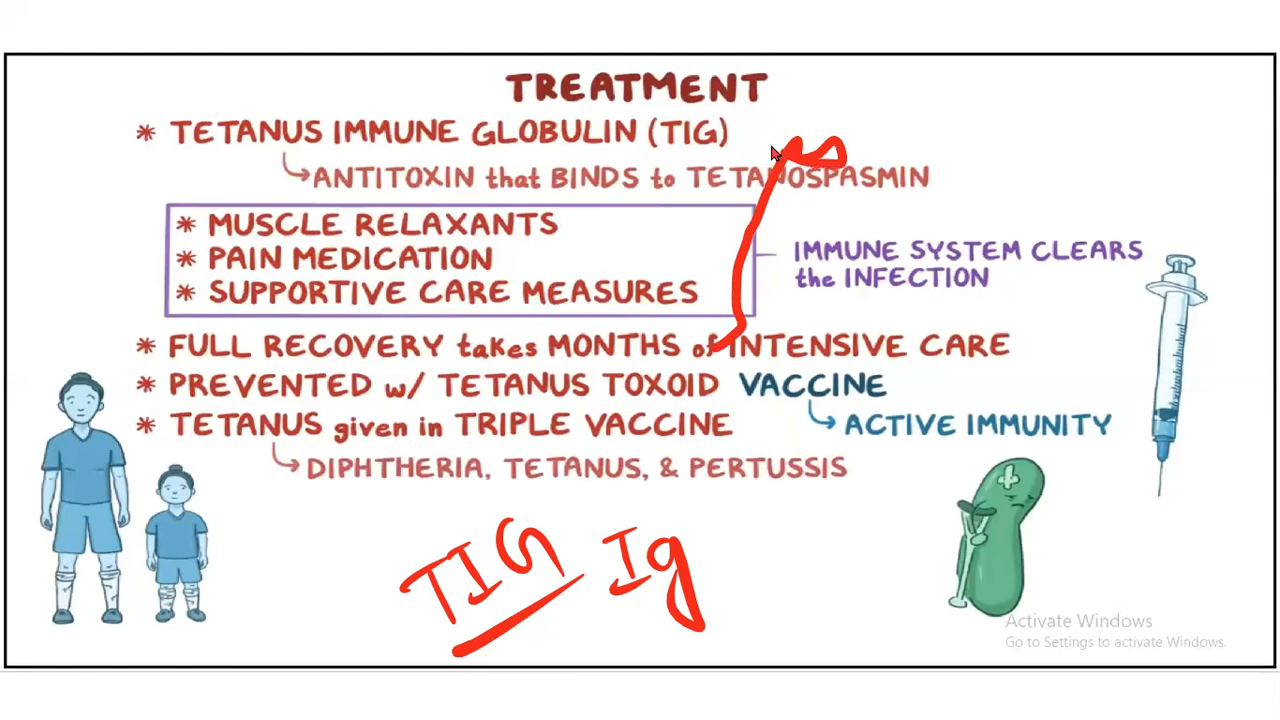 TREATMENT
* TETANUS IMMUNE GLOBULIN (TIG)
ANTITOXIN that BINDS to TETANOSPASMIN
* MUSCLE RELAXANTS
* PAIN MEDICATION
* SUPPORTIVE CARE MEASURES
IMMUNE SYSTEM CLEARS
the INFECTION
* FULL RECOVERY takes MONTHS of INTENSIVE CARE
* PREVENTED w/ TETANUS TOXOID VACCINE
ACTIVE IMMUNITY
* TETANUS given in TRIPLE VACCINE
DIPHTHERIA, TETANUS, & PERTUSSIS
TIG Ig
Activate Windows
Go to Settings to activate Windows.